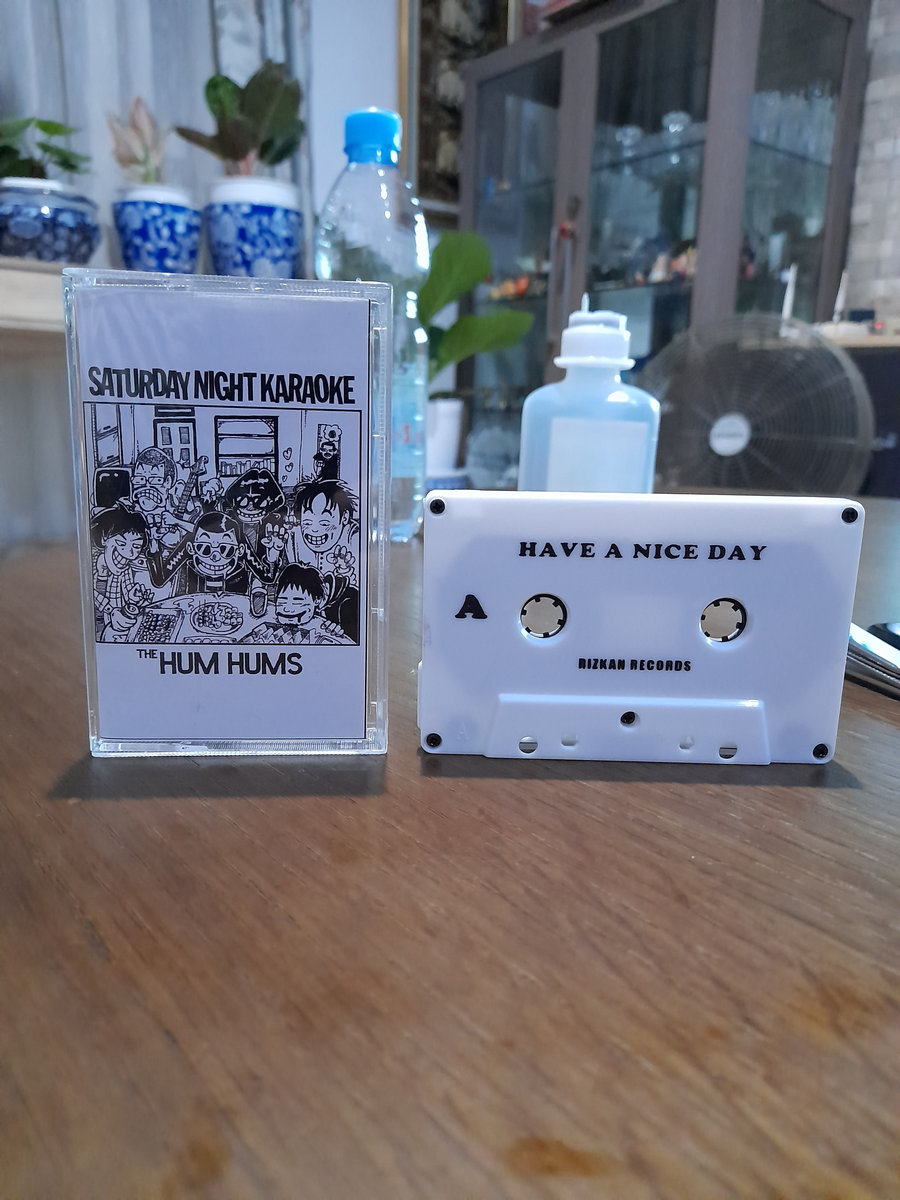 SATURDAY NIGHT KARAOKE
THE HUM HUMS
HAVE A NICE DAY
A
RIZKAN RECORDS